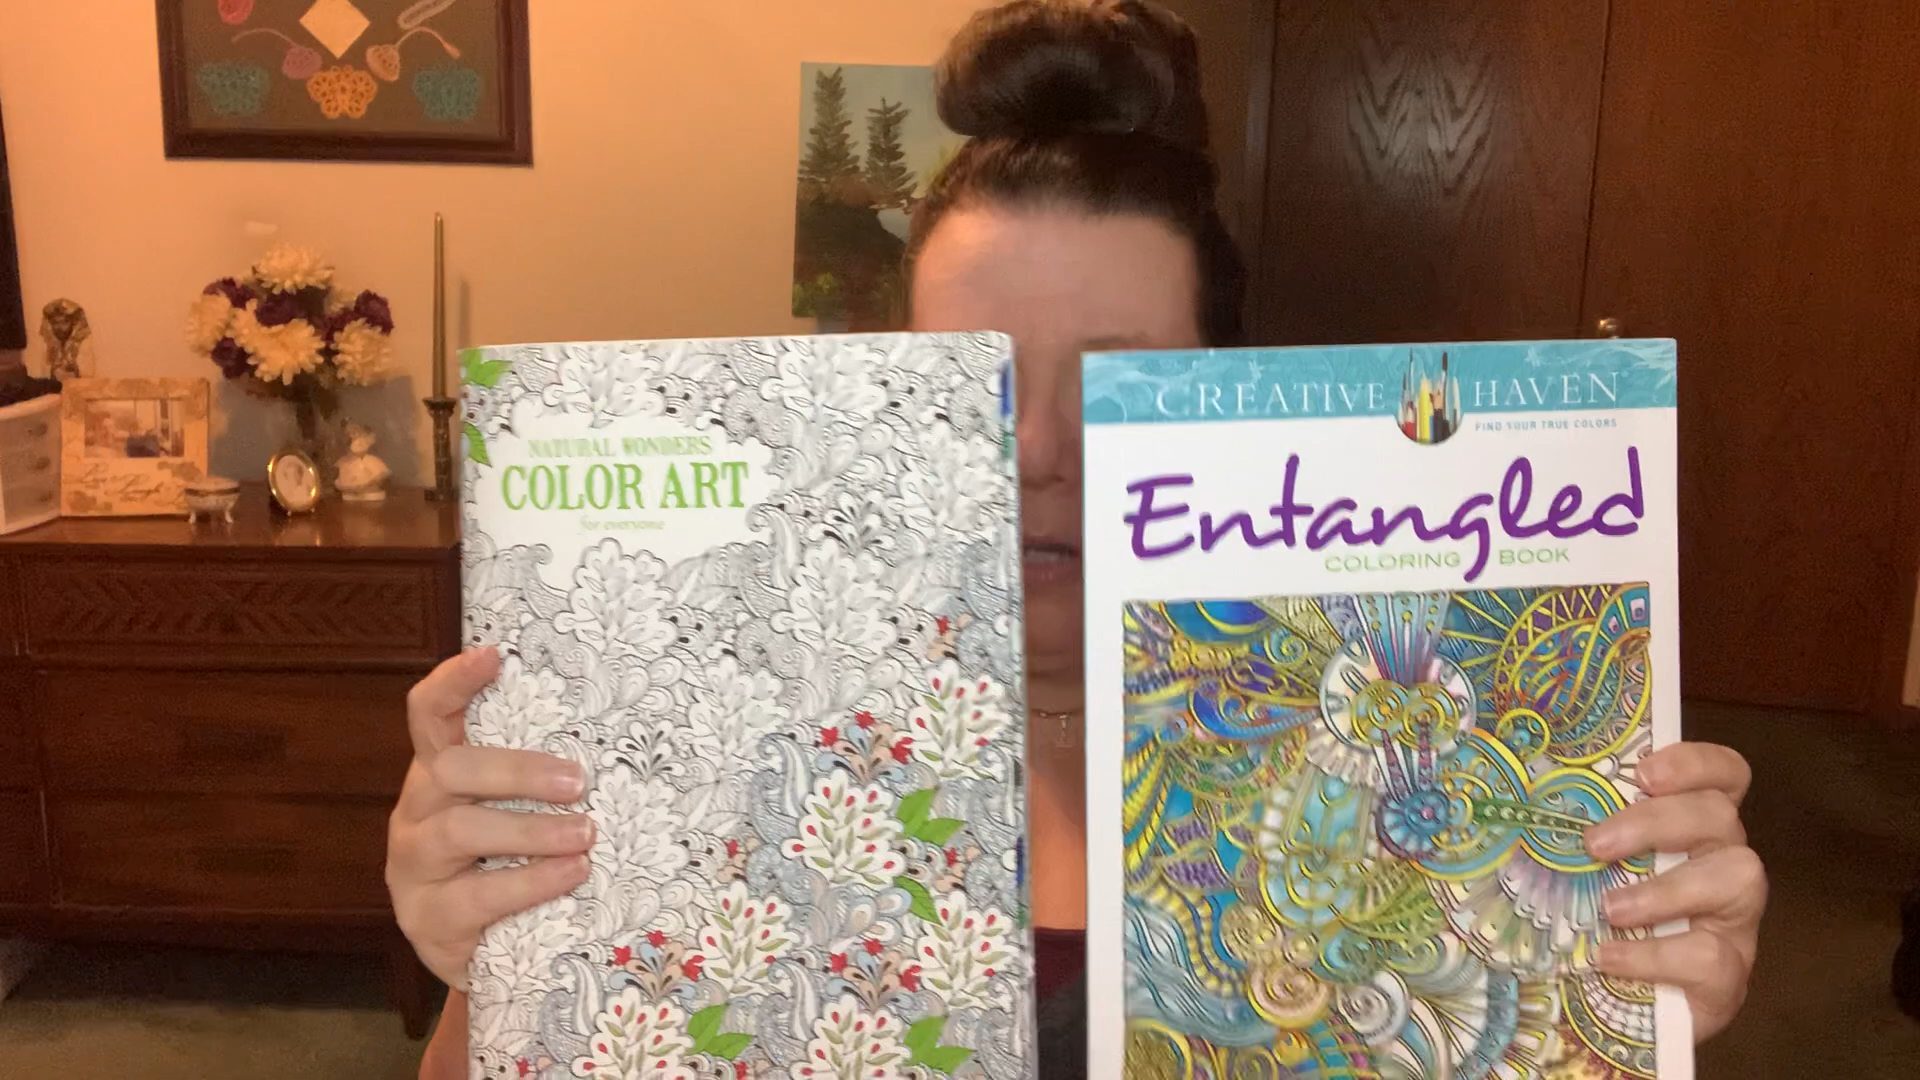 NATURAL WONDERS
COLOR ART
for everyone
CREATIVE HAVEN
FIND YOUR TRUE COLORS
Entangled
COLORING BOOK